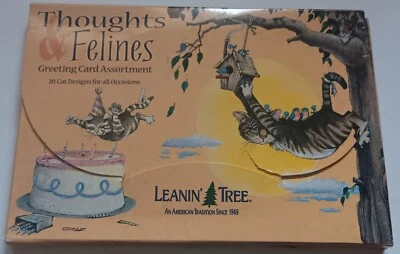 Thoughts
& Felines
Greeting Card Assortment
20 Cat Designs for all Occasions
LEANIN' TREE
AN AMERICAN TRADITION SINCE 1949